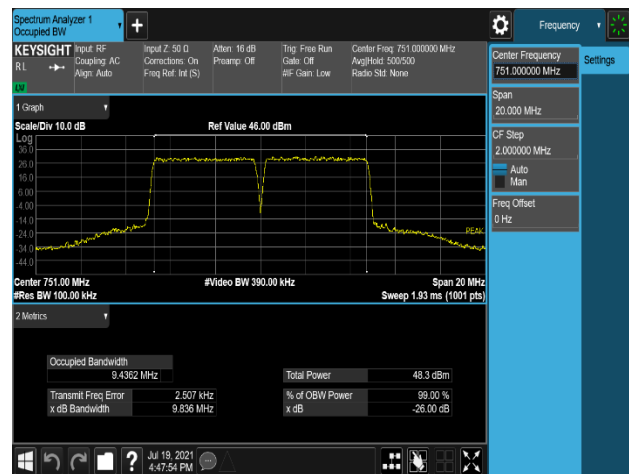 Spectrum Analyzer 1
Occupied BW
Frequency
KEYSIGHT
Input: RF
Input Z: 50 Ω
Atten: 16 dB
Trig: Free Run
Center Freq: 751.000000 MHz
R L
Coupling: AC
Corrections: On
Preamp: Off
Gate: Off
Avg|Hold: 500/500
Align: Auto
Freq Ref: Int (S)
#IF Gain: Low
Radio Std: None
Center Frequency
751.000000 MHz
Settings
Span
20.000 MHz
CF Step
2.000000 MHz
Auto
Man
Freq Offset
0 Hz
1 Graph
Scale/Div 10.0 dB
Ref Value 46.00 dBm
Log
36.0
26.0
16.0
6.00
-4.00
-14.0
-24.0
-34.0
-44.0
PEAK
Center 751.00 MHz
#Video BW 390.00 kHz
Span 20 MHz
#Res BW 100.00 kHz
Sweep 1.93 ms (1001 pts)
2 Metrics
Occupied Bandwidth
9.4362 MHz
Total Power
48.3 dBm
Transmit Freq Error
2.507 kHz
% of OBW Power
99.00 %
x dB Bandwidth
9.836 MHz
x dB
-26.00 dB
?
Jul 19, 2021
4:47:54 PM